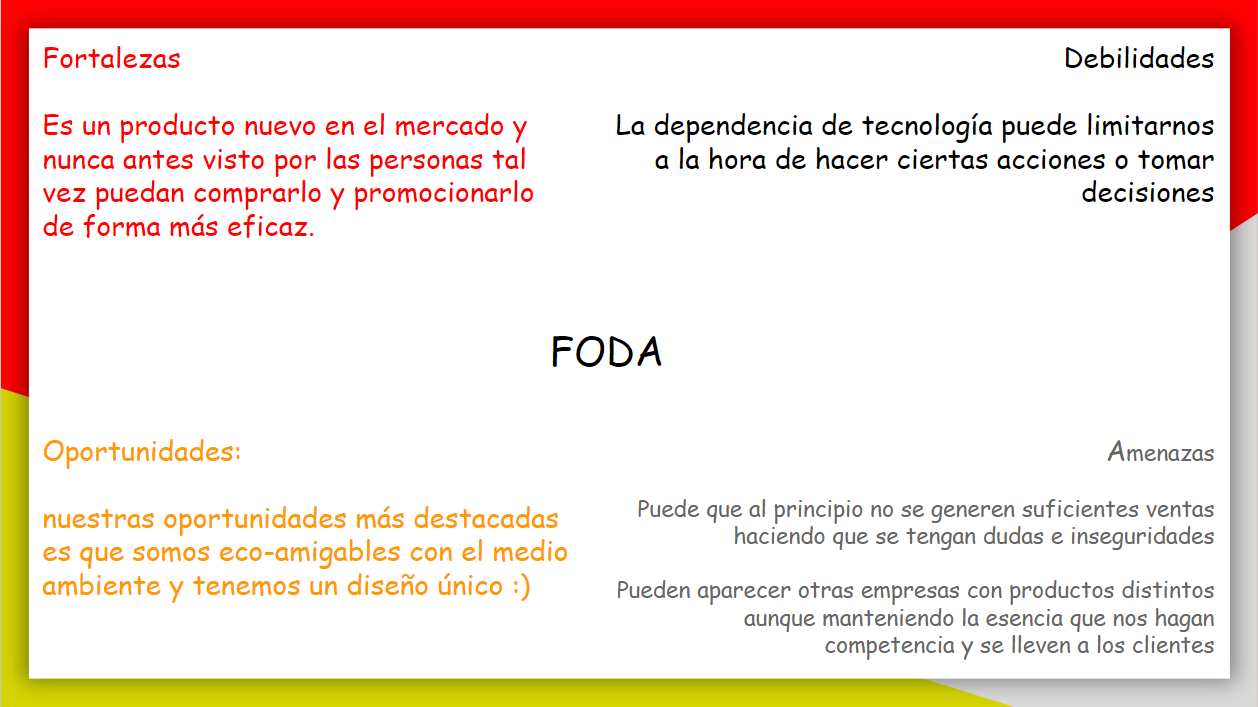 Fortalezas
Es un producto nuevo en el mercado y
nunca antes visto por las personas tal
vez puedan comprarlo y promocionarlo
de forma más eficaz.
Debilidades
La dependencia de tecnología puede limitarnos
a la hora de hacer ciertas acciones o tomar
decisiones
FODA
Oportunidades:
nuestras oportunidades más destacadas
es que somos eco-amigables con el medio
ambiente y tenemos un diseño único :)
Amenazas
Puede que al principio no se generen suficientes ventas
haciendo que se tengan dudas e inseguridades
Pueden aparecer otras empresas con productos distintos
aunque manteniendo la esencia que nos hagan
competencia y se lleven a los clientes